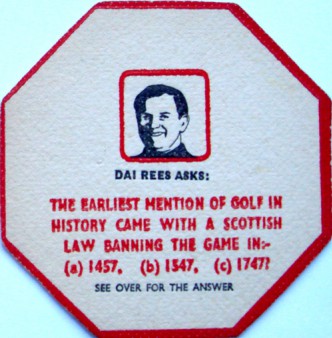 DAI REES ASKS:
THE EARLIEST MENTION OF GOLF IN
HISTORY CAME WITH A SCOTTISH
LAW BANNING THE GAME IN:-
(a) 1457, (b) 1547, (c) 1747?
SEE OVER FOR THE ANSWER